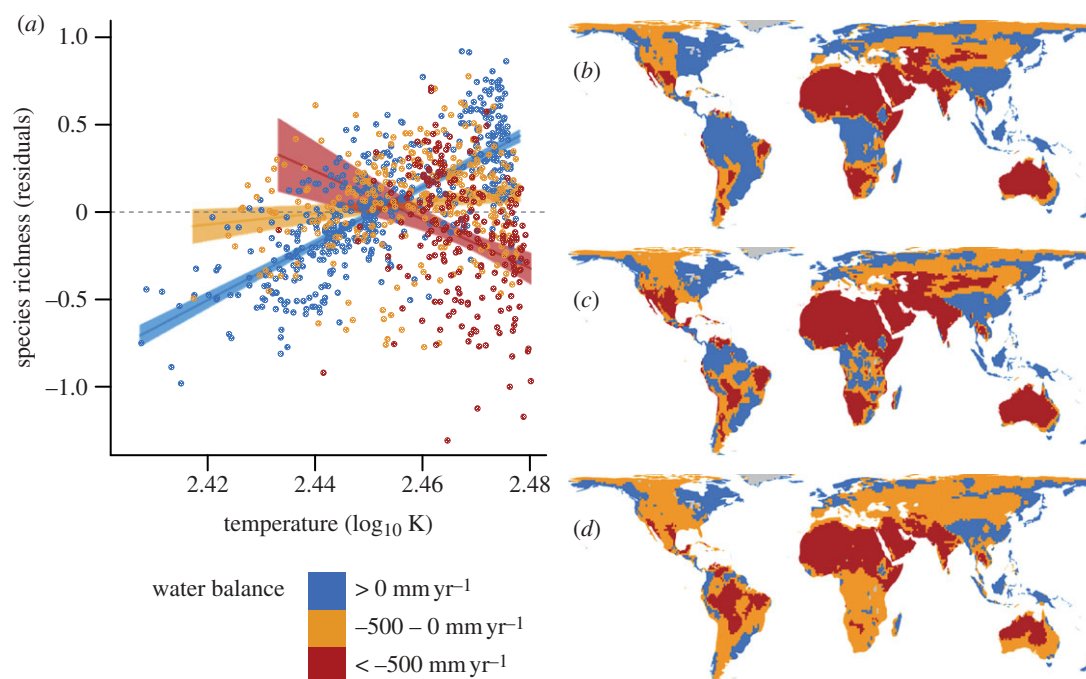 (a)
1.0
0.5
0
–0.5
–1.0
species richness (residuals)
2.42
2.44
2.46
2.48
temperature (log10 K)
water balance
> 0 mm yr–1
–500 – 0 mm yr–1
< –500 mm yr–1
(b)
(c)
(d)